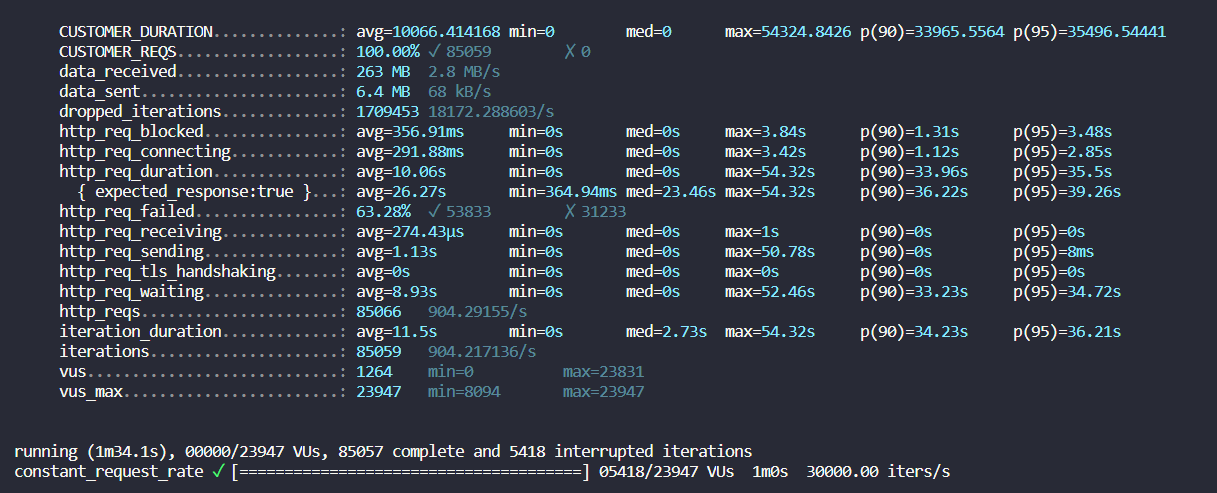 CUSTOMER_DURATION..............: avg=10066.414168 min=0 med=0 max=54324.8426 p(90)=33965.5564 p(95)=35496.54441
CUSTOMER_REQS..................: 100.00% ✓ 85059 ✗ 0
data_received..................: 263 MB 2.8 MB/s
data_sent......................: 6.4 MB 68 kB/s
dropped_iterations.............: 1709453 18172.288603/s
http_req_blocked...............: avg=356.91ms min=0s med=0s max=3.84s p(90)=1.31s p(95)=3.48s
http_req_connecting............: avg=291.88ms min=0s med=0s max=3.42s p(90)=1.12s p(95)=2.85s
http_req_duration..............: avg=10.06s min=0s med=0s max=54.32s p(90)=33.96s p(95)=35.5s
{ expected_response:true }...: avg=26.27s min=364.94ms med=23.46s max=54.32s p(90)=36.22s p(95)=39.26s
http_req_failed................: 63.28% ✓ 53833 ✗ 31233
http_req_receiving.............: avg=274.43µs min=0s med=0s max=1s p(90)=0s p(95)=0s
http_req_sending...............: avg=1.13s min=0s med=0s max=50.78s p(90)=0s p(95)=8ms
http_req_tls_handshaking.......: avg=0s min=0s med=0s max=0s p(90)=0s p(95)=0s
http_req_waiting...............: avg=8.93s min=0s med=0s max=52.46s p(90)=33.23s p(95)=34.72s
http_reqs......................: 85066 904.29155/s
iteration_duration.............: avg=11.5s min=0s med=2.73s max=54.32s p(90)=34.23s p(95)=36.21s
iterations.....................: 85059 904.217136/s
vus............................: 1264 min=0 max=23831
vus_max........................: 23947 min=8094 max=23947
running (1m34.1s), 00000/23947 VUs, 85057 complete and 5418 interrupted iterations
constant_request_rate ✓ [======================================] 05418/23947 VUs 1m0s 30000.00 iters/s